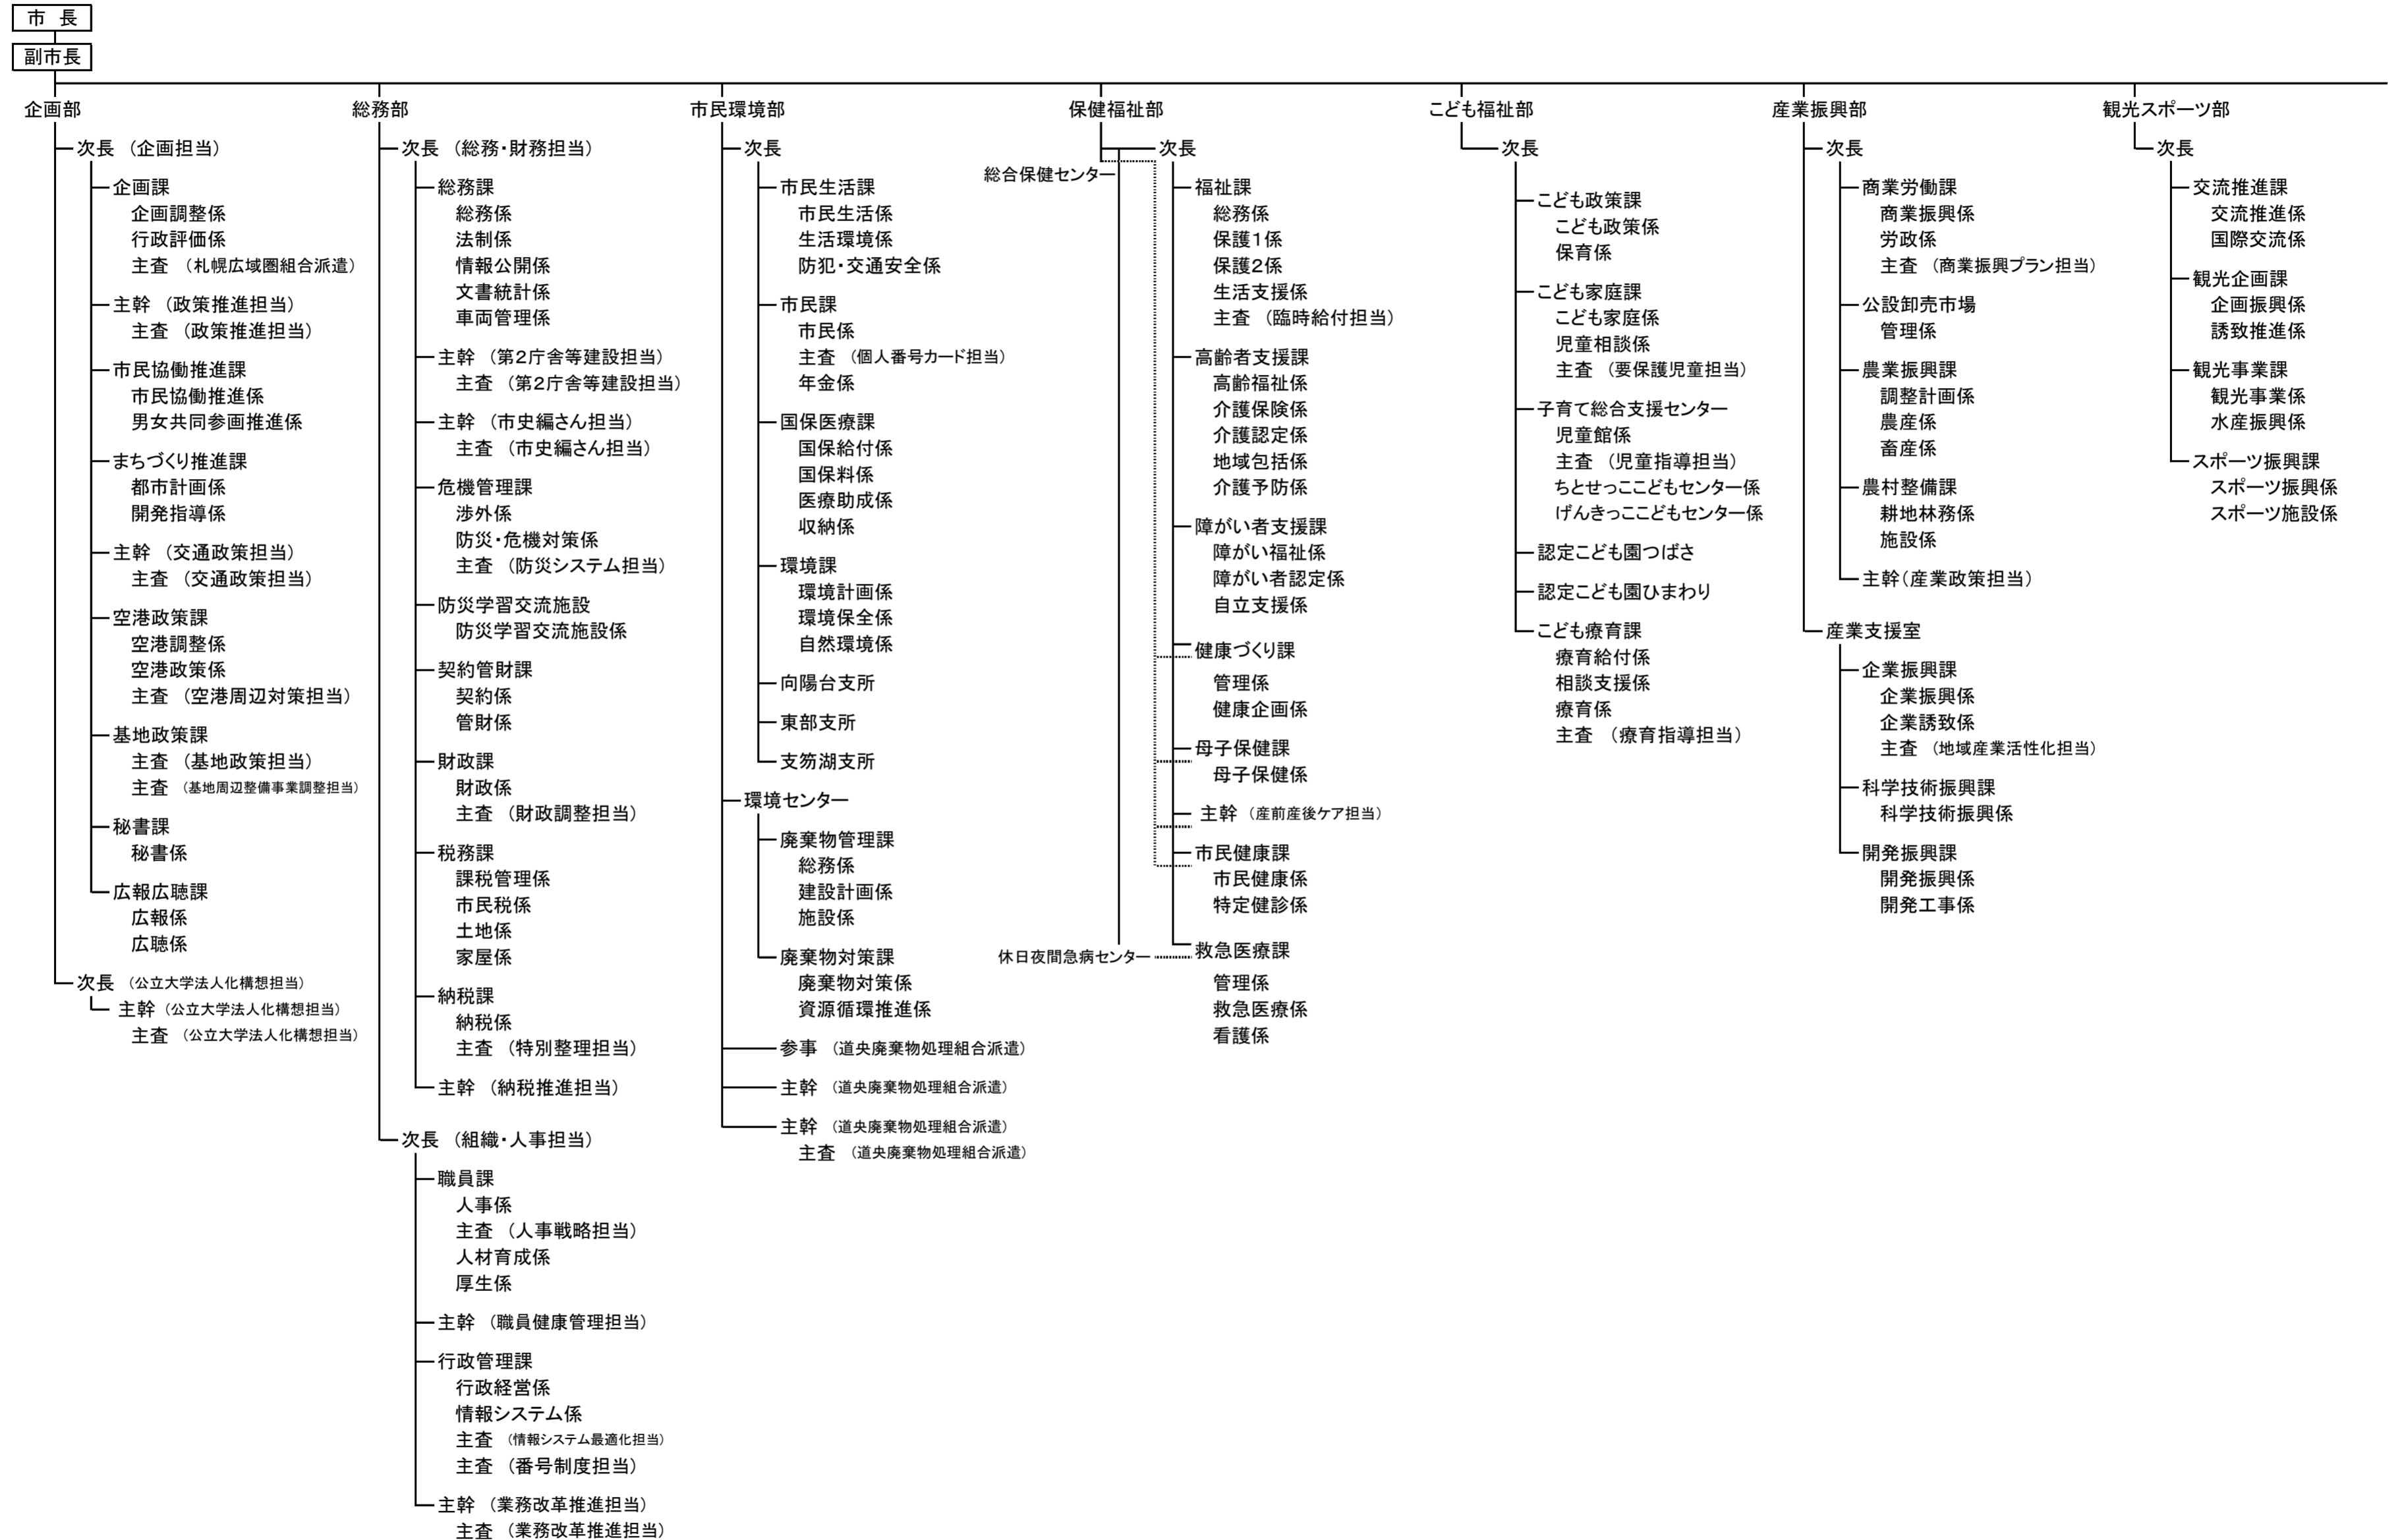 市　長
副市長
企画部
次長 （企画担当）
企画課
企画調整係
行政評価係
主査 （札幌広域圏組合派遣）
主幹 （政策推進担当）
主査 （政策推進担当）
市民協働推進課
市民協働推進係
男女共同参画推進係
まちづくり推進課
都市計画係
開発指導係
主幹 （交通政策担当）
主査 （交通政策担当）
空港政策課
空港調整係
空港政策係
主査 （空港周辺対策担当）
基地政策課
主査 （基地政策担当）
主査 （基地周辺整備事業調整担当）
秘書課
秘書係
広報広聴課
広報係
広聴係
次長 （公立大学法人化構想担当）
主幹 （公立大学法人化構想担当）
主査 （公立大学法人化構想担当）
総務部
次長 （総務・財務担当）
総務課
総務係
法制係
情報公開係
文書統計係
車両管理係
主幹 （第2庁舎等建設担当）
主査 （第2庁舎等建設担当）
主幹 （市史編さん担当）
主査 （市史編さん担当）
危機管理課
渉外係
防災・危機対策係
主査 （防災システム担当）
防災学習交流施設
防災学習交流施設係
契約管財課
契約係
管財係
財政課
財政係
主査 （財政調整担当）
税務課
課税管理係
市民税係
土地係
家屋係
納税課
納税係
主査 （特別整理担当）
主幹 （納税推進担当）
次長 （組織・人事担当）
職員課
人事係
主査 （人事戦略担当）
人材育成係
厚生係
主幹 （職員健康管理担当）
行政管理課
行政経営係
情報システム係
主査 （情報システム最適化担当）
主査 （番号制度担当）
主幹 （業務改革推進担当）
主査 （業務改革推進担当）
市民環境部
次長
市民生活課
市民生活係
生活環境係
防犯・交通安全係
市民課
市民係
主査 （個人番号カード担当）
年金係
国保医療課
国保給付係
国保料係
医療助成係
収納係
環境課
環境計画係
環境保全係
自然環境係
向陽台支所
東部支所
支笏湖支所
環境センター
廃棄物管理課
総務係
建設計画係
施設係
廃棄物対策課
廃棄物対策係
資源循環推進係
参事 （道央廃棄物処理組合派遣）
主幹 （道央廃棄物処理組合派遣）
主幹 （道央廃棄物処理組合派遣）
主査 （道央廃棄物処理組合派遣）
保健福祉部
次長
総合保健センター
福祉課
総務係
保護1係
保護2係
生活支援係
主査 （臨時給付担当）
高齢者支援課
高齢福祉係
介護保険係
介護認定係
地域包括係
介護予防係
障がい者支援課
障がい福祉係
障がい者認定係
自立支援係
健康づくり課
管理係
健康企画係
母子保健課
母子保健係
主幹 （産前産後ケア担当）
市民健康課
市民健康係
特定健診係
休日夜間急病センター
救急医療課
管理係
救急医療係
看護係
こども福祉部
次長
こども政策課
こども政策係
保育係
こども家庭課
こども家庭係
児童相談係
主査 （要保護児童担当）
子育て総合支援センター
児童館係
主査 （児童指導担当）
ちとせっここどもセンター係
げんきっここどもセンター係
認定こども園つばさ
認定こども園ひまわり
こども療育課
療育給付係
相談支援係
療育係
主査 （療育指導担当）
産業振興部
次長
商業労働課
商業振興係
労政係
主査 （商業振興プラン担当）
公設卸売市場
管理係
農業振興課
調整計画係
農産係
畜産係
農村整備課
耕地林務係
施設係
主幹（産業政策担当）
産業支援室
企業振興課
企業振興係
企業誘致係
主査 （地域産業活性化担当）
科学技術振興課
科学技術振興係
開発振興課
開発振興係
開発工事係
観光スポーツ部
次長
交流推進課
交流推進係
国際交流係
観光企画課
企画振興係
誘致推進係
観光事業課
観光事業係
水産振興係
スポーツ振興課
スポーツ振興係
スポーツ施設係